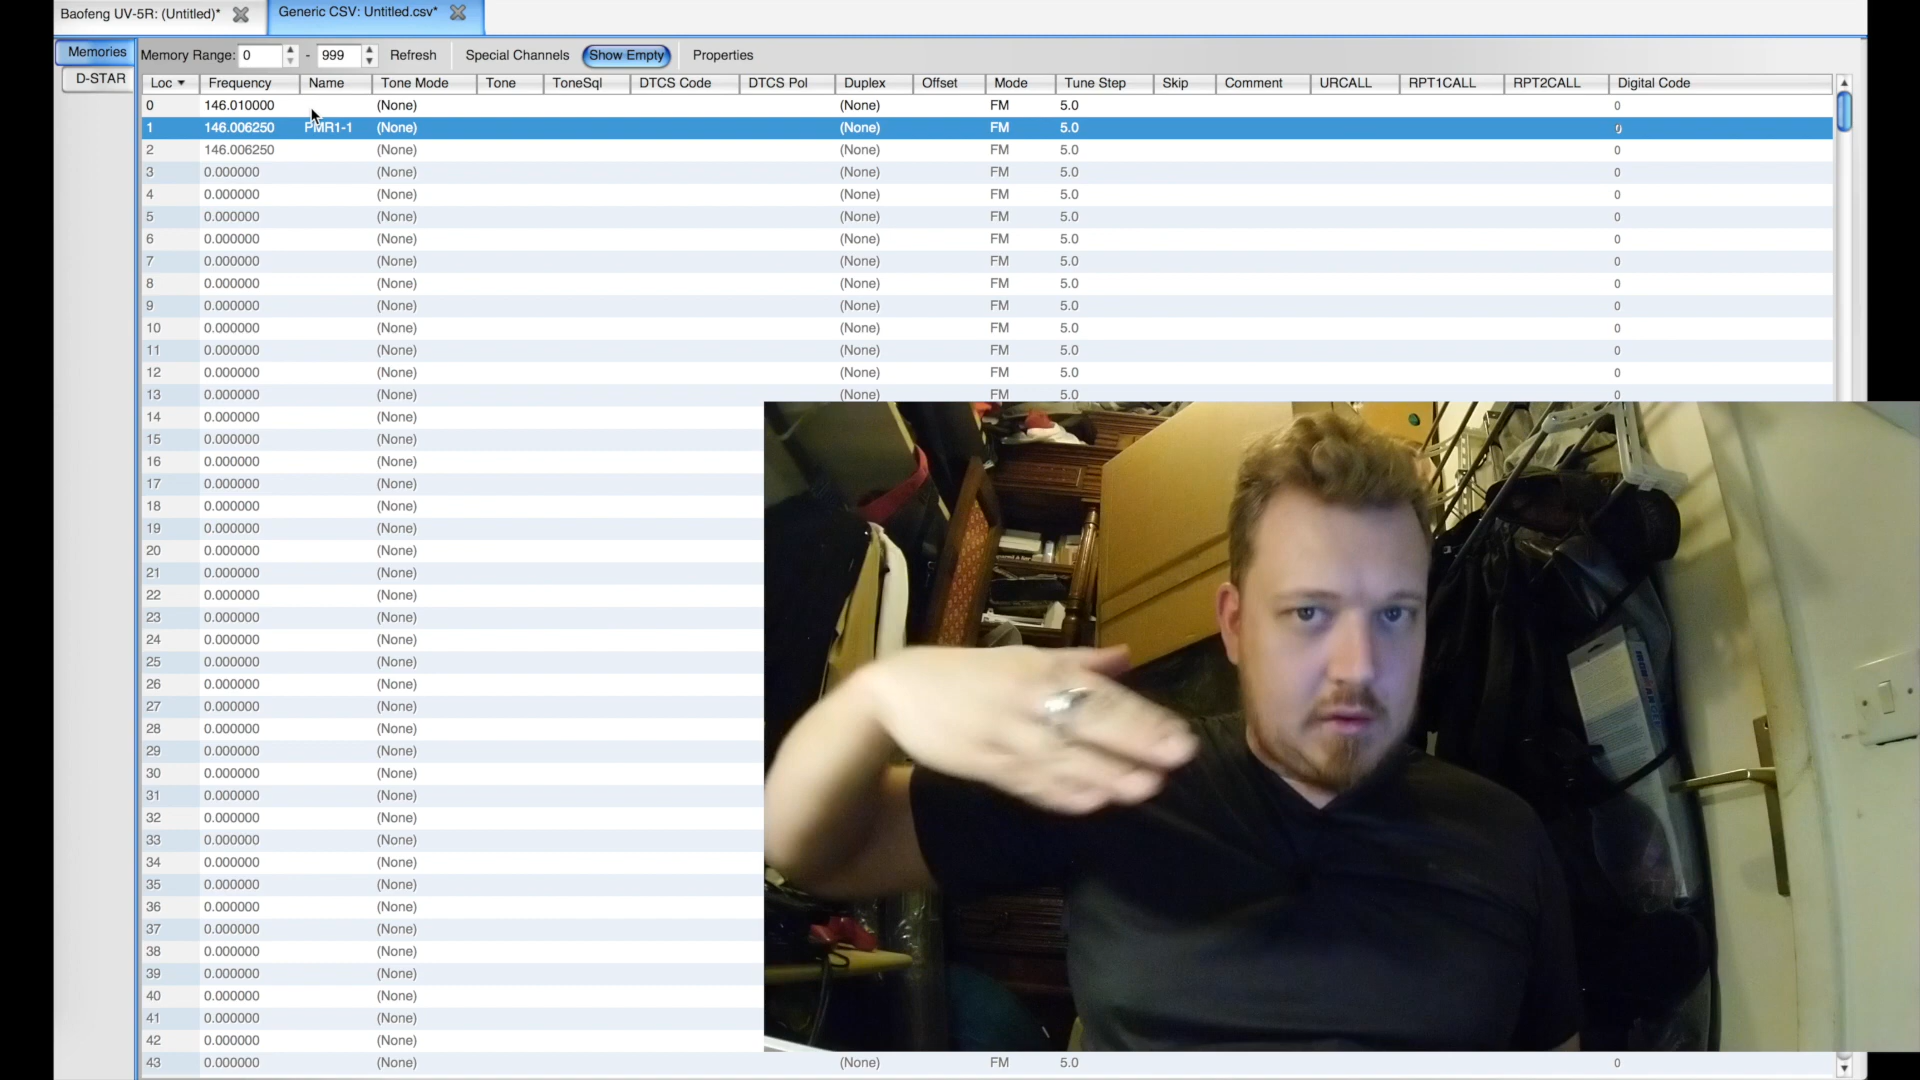 Baofeng UV-5R: (Untitled)*
Generic CSV: Untitled.csv*
Memories
Memory Range: 0 - 999 Refresh Special Channels Show Empty Properties
D-STAR
Loc Frequency Name Tone Mode Tone ToneSql DTCS Code DTCS Pol Duplex Offset Mode Tune Step Skip Comment URCALL RPT1CALL RPT2CALL Digital Code
0 146.010000 (None) (None) FM 5.0 0
1 146.006250 PMR1-1 (None) (None) FM 5.0 0
2 146.006250 (None) (None) FM 5.0 0
3 0.000000 (None) (None) FM 5.0 0
4 0.000000 (None) (None) FM 5.0 0
5 0.000000 (None) (None) FM 5.0 0
6 0.000000 (None) (None) FM 5.0 0
7 0.000000 (None) (None) FM 5.0 0
8 0.000000 (None) (None) FM 5.0 0
9 0.000000 (None) (None) FM 5.0 0
10 0.000000 (None) (None) FM 5.0 0
11 0.000000 (None) (None) FM 5.0 0
12 0.000000 (None) (None) FM 5.0 0
13 0.000000 (None) (None) FM 5.0 0
14 0.000000 (None)
15 0.000000 (None)
16 0.000000 (None)
17 0.000000 (None)
18 0.000000 (None)
19 0.000000 (None)
20 0.000000 (None)
21 0.000000 (None)
22 0.000000 (None)
23 0.000000 (None)
24 0.000000 (None)
25 0.000000 (None)
26 0.000000 (None)
27 0.000000 (None)
28 0.000000 (None)
29 0.000000 (None)
30 0.000000 (None)
31 0.000000 (None)
32 0.000000 (None)
33 0.000000 (None)
34 0.000000 (None)
35 0.000000 (None)
36 0.000000 (None)
37 0.000000 (None)
38 0.000000 (None)
39 0.000000 (None)
40 0.000000 (None)
41 0.000000 (None)
42 0.000000 (None)
43 0.000000 (None) (None) FM 5.0 0